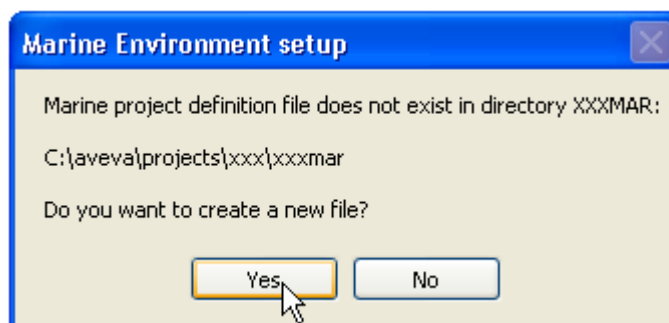 Marine Environment setup
Marine project definition file does not exist in directory XXXMAR:
C:\aveva\projects\xxx\xxxmar
Do you want to create a new file?
Yes
No